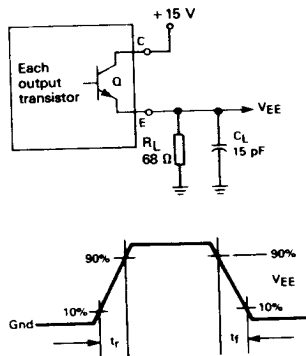 + 15 V
C
Each
output
transistor
Q
E
VEE
RL
68 Ω
CL
15 pF
90%
90%
VEE
10%
10%
Gnd
tr
tf